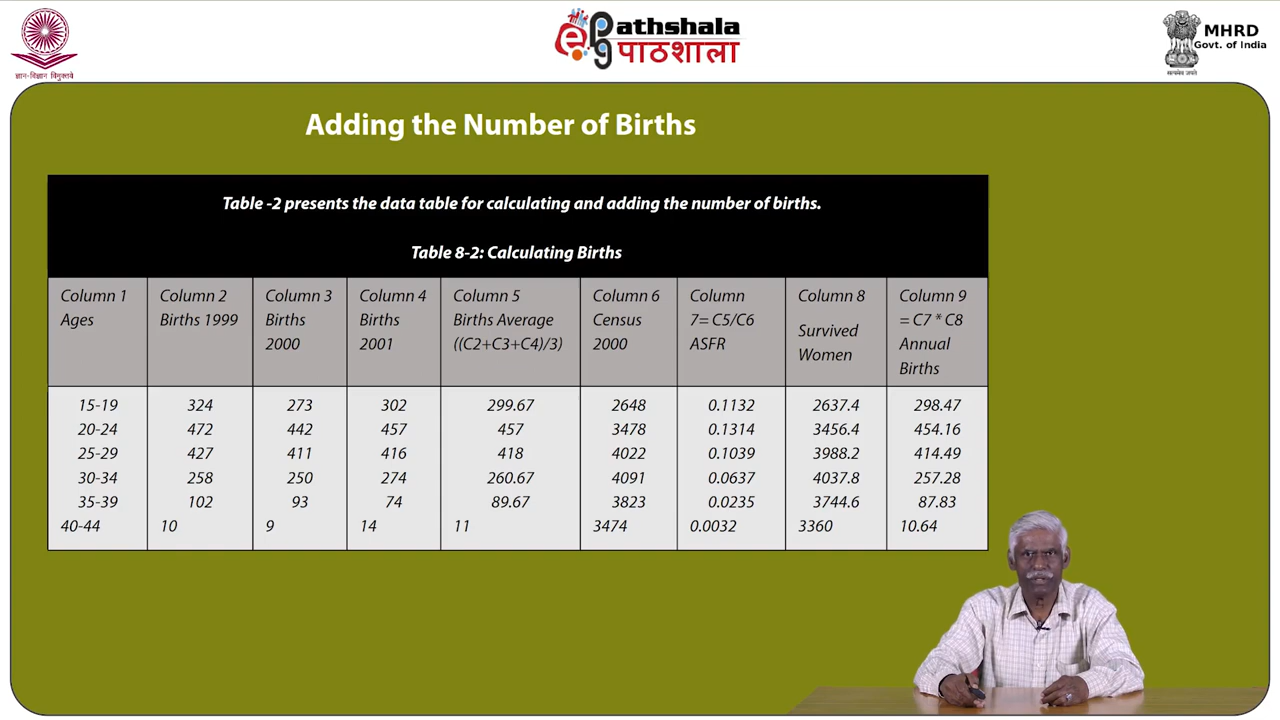 ज्ञान-विज्ञान विमुक्तये
ePathshala
पाठशाला
सत्यमेव जयते
MHRD
Govt. of India
Adding the Number of Births
Table -2 presents the data table for calculating and adding the number of births.
Table 8-2: Calculating Births
Column 1 Ages | Column 2 Births 1999 | Column 3 Births 2000 | Column 4 Births 2001 | Column 5 Births Average ((C2+C3+C4)/3) | Column 6 Census 2000 | Column 7= C5/C6 ASFR | Column 8 Survived Women | Column 9 = C7 * C8 Annual Births
15-19 324 273 302 299.67 2648 0.1132 2637.4 298.47
20-24 472 442 457 457 3478 0.1314 3456.4 454.16
25-29 427 411 416 418 4022 0.1039 3988.2 414.49
30-34 258 250 274 260.67 4091 0.0637 4037.8 257.28
35-39 102 93 74 89.67 3823 0.0235 3744.6 87.83
40-44 10 9 14 11 3474 0.0032 3360 10.64